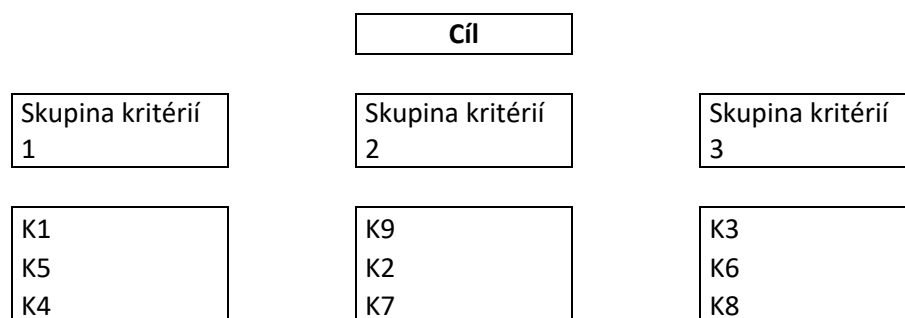 Cíl
Skupina kritérií
1
Skupina kritérií
2
Skupina kritérií
3
K1
K5
K4
K9
K2
K7
K3
K6
K8